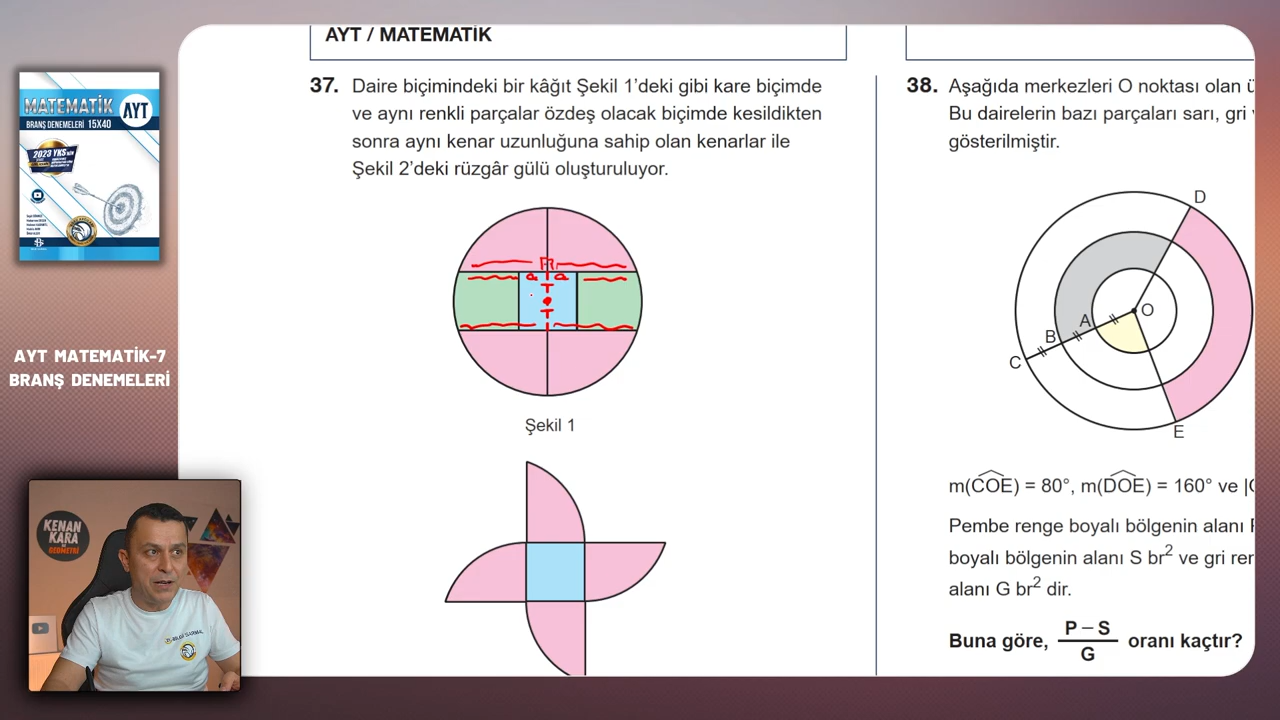 AYT / MATEMATİK
37. Daire biçimindeki bir kâğıt Şekil 1'deki gibi kare biçimde
ve aynı renkli parçalar özdeş olacak biçimde kesildikten
sonra aynı kenar uzunluğuna sahip olan kenarlar ile
Şekil 2'deki rüzgâr gülü oluşturuluyor.
a a
Şekil 1
38. Aşağıda merkezleri O noktası olan ü
Bu dairelerin bazı parçaları sarı, gri v
gösterilmiştir.
D
O
A
B
C
E
m(COE) = 80°, m(DOE) = 160° ve |
Pembe renge boyalı bölgenin alanı
boyalı bölgenin alanı S br² ve gri ren
alanı G br² dir.
Buna göre, P – S / G oranı kaçtır?
MATEMATİK AYT
BRANŞ DENEMELERİ 15X40
2023 YKS
AYT MATEMATİK-7
BRANŞ DENEMELERİ
KENAN
KARA
GEOMETRİ
BİLGİ SARMAL